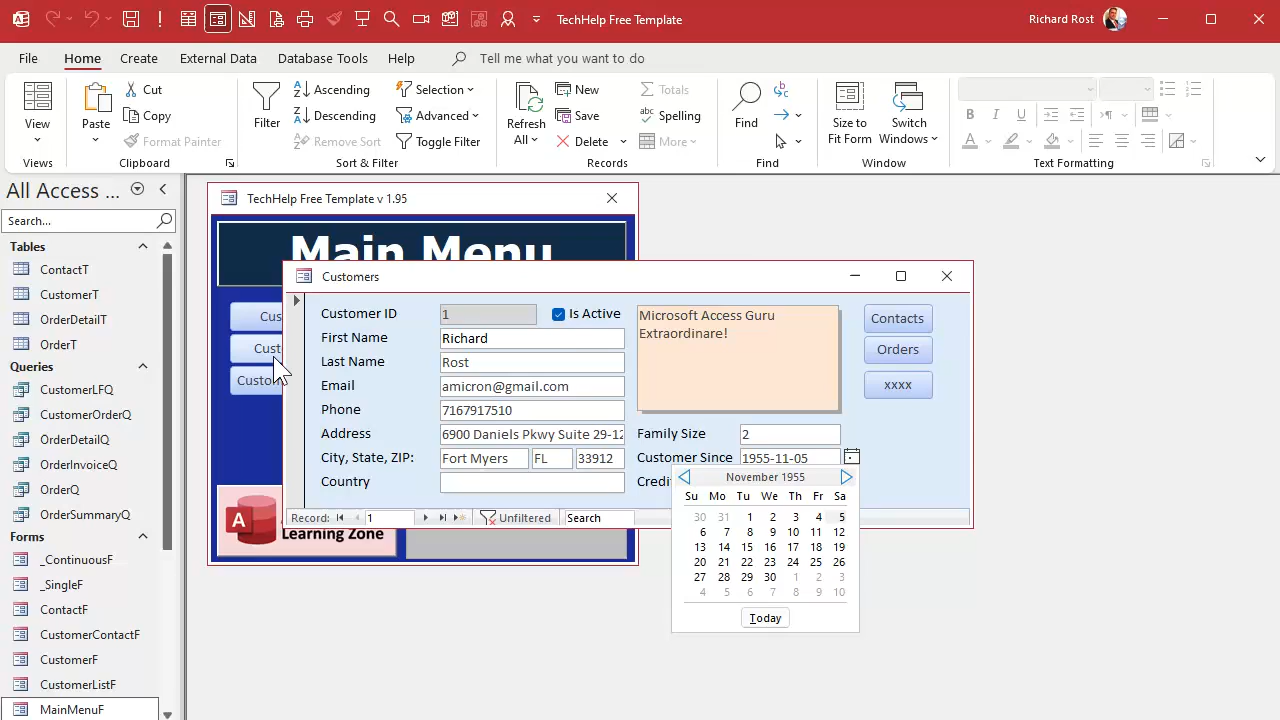 TechHelp Free Template
Richard Rost
File Home Create External Data Database Tools Help Tell me what you want to do
View
Views
Paste
Cut
Copy
Format Painter
Clipboard
Filter
Ascending
Descending
Remove Sort
Selection
Advanced
Toggle Filter
Sort & Filter
Refresh
All
New
Save
Delete
Totals
Spelling
More
Records
Find
Find
Size to
Fit Form
Switch
Windows
Window
B I U
A
Text Formatting
All Access ...
Search...
Tables
ContactT
CustomerT
OrderDetailT
OrderT
Queries
CustomerLFQ
CustomerOrderQ
OrderDetailQ
OrderInvoiceQ
OrderQ
OrderSummaryQ
Forms
_ContinuousF
_SingleF
ContactF
CustomerContactF
CustomerF
CustomerListF
MainMenuF
TechHelp Free Template v 1.95
Main Menu
Cus
Cust
Custo
A
Learning Zone
Customers
Customer ID 1 Is Active
First Name Richard
Last Name Rost
Email amicron@gmail.com
Phone 7167917510
Address 6900 Daniels Pkwy Suite 29-12
City, State, ZIP: Fort Myers FL 33912
Country
Microsoft Access Guru
Extraordinare!
Family Size 2
Customer Since 1955-11-05
Credi
Contacts
Orders
xxxx
Record: 1 Unfiltered Search
November 1955
Su Mo Tu We Th Fr Sa
30 31 1 2 3 4 5
6 7 8 9 10 11 12
13 14 15 16 17 18 19
20 21 22 23 24 25 26
27 28 29 30 1 2 3
4 5 6 7 8 9 10
Today